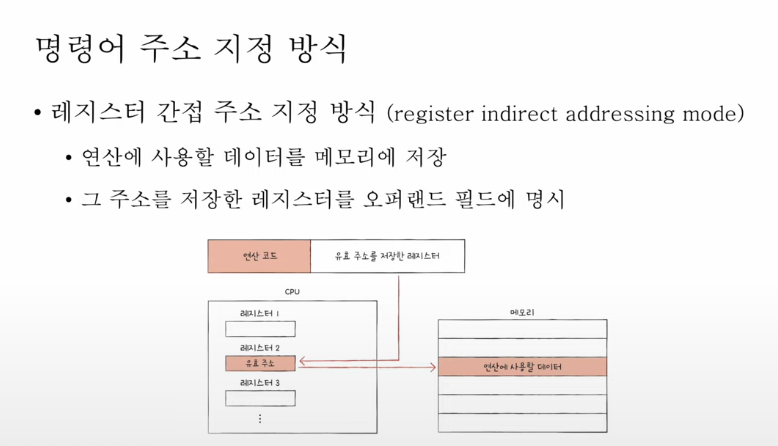 명령어 주소 지정 방식
• 레지스터 간접 주소 지정 방식 (register indirect addressing mode)
• 연산에 사용할 데이터를 메모리에 저장
• 그 주소를 저장한 레지스터를 오퍼랜드 필드에 명시
연산 코드
유효 주소를 저장한 레지스터
CPU
레지스터 1
레지스터 2
유효 주소
레지스터 3
⋮
메모리
연산에 사용할 데이터